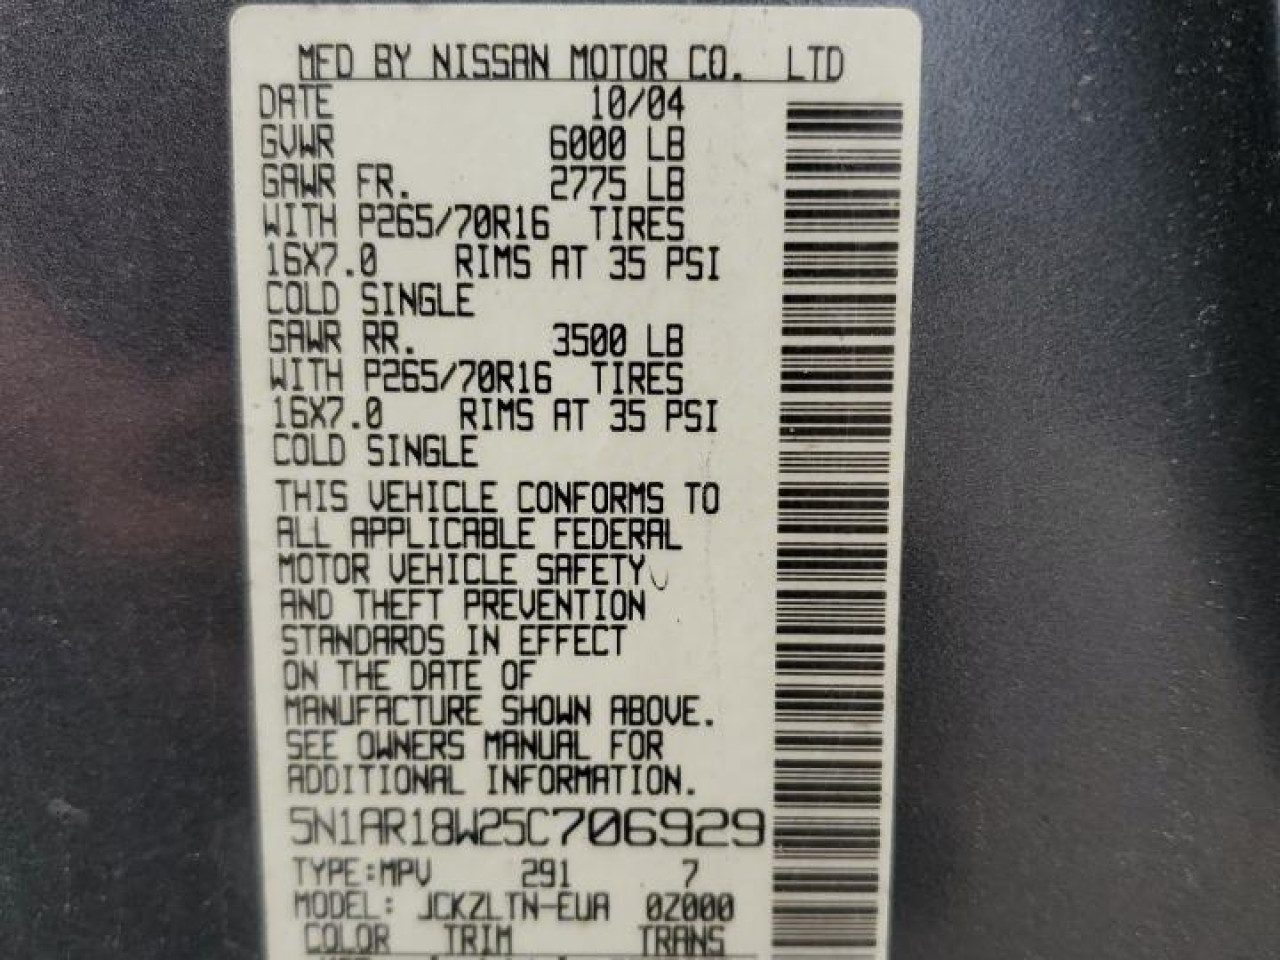 MFD BY NISSAN MOTOR CO. LTD
DATE 10/04
GVWR 6000 LB
GAWR FR. 2775 LB
WITH P265/70R16 TIRES
16X7.0 RIMS AT 35 PSI
COLD SINGLE
GAWR RR. 3500 LB
WITH P265/70R16 TIRES
16X7.0 RIMS AT 35 PSI
COLD SINGLE
THIS VEHICLE CONFORMS TO
ALL APPLICABLE FEDERAL
MOTOR VEHICLE SAFETY
AND THEFT PREVENTION
STANDARDS IN EFFECT
ON THE DATE OF
MANUFACTURE SHOWN ABOVE.
SEE OWNERS MANUAL FOR
ADDITIONAL INFORMATION.
5N1AR18W25C706929
TYPE:MPV 291 7
MODEL: JCKZLTN-EUA 0Z000
COLOR TRIM TRANS